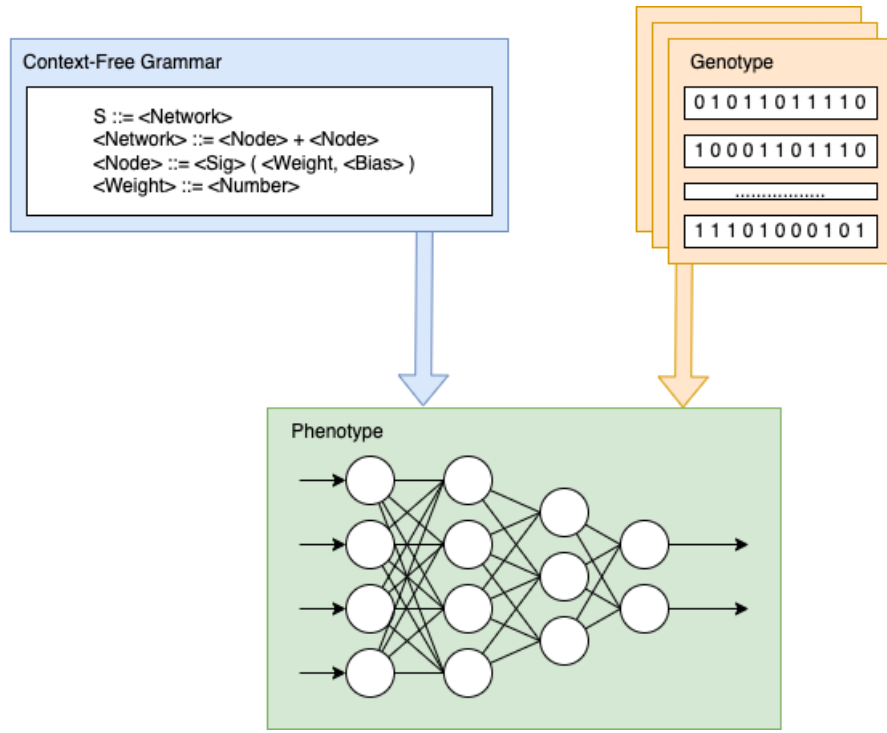 Context-Free Grammar
S ::= <Network>
<Network> ::= <Node> + <Node>
<Node> ::= <Sig> ( <Weight, <Bias> )
<Weight> ::= <Number>
Genotype
0 1 0 1 1 0 1 1 1 1 0
1 0 0 0 1 1 0 1 1 1 0
..................
1 1 1 0 1 0 0 0 1 0 1
Phenotype